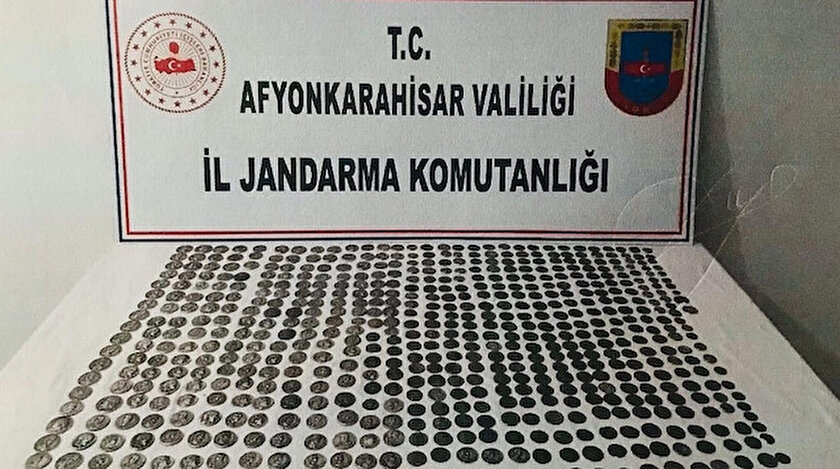 T.C.
AFYONKARAHİSAR VALİLİĞİ
İL JANDARMA KOMUTANLIĞI